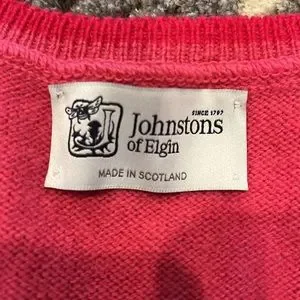 SINCE 1797
Johnstons
of Elgin
MADE IN SCOTLAND